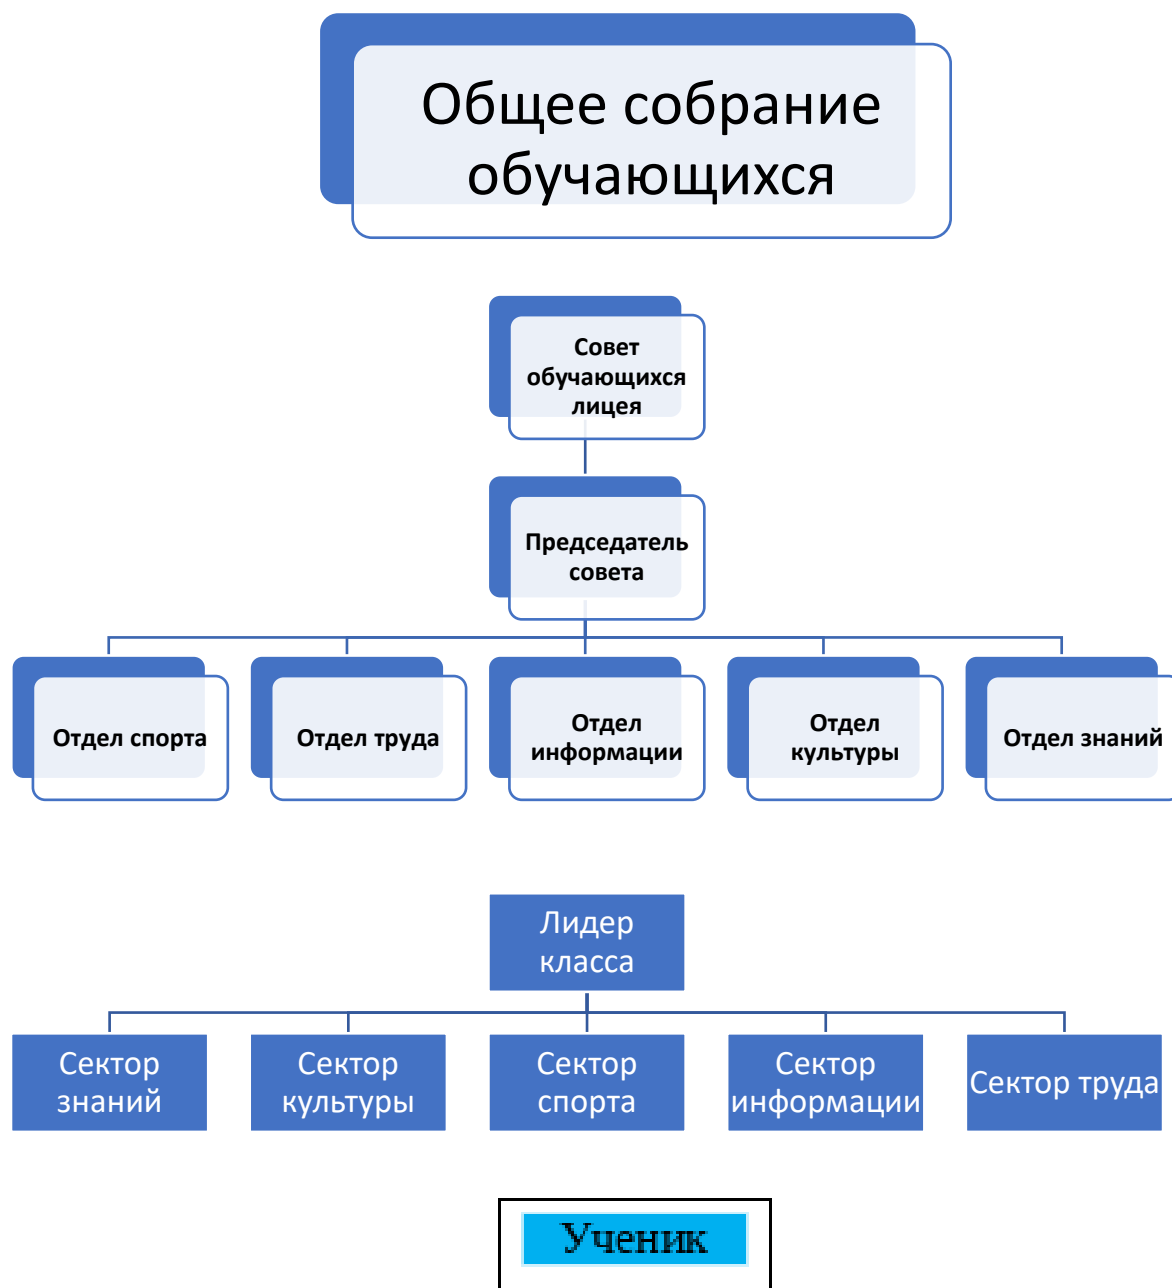 Общее собрание
обучающихся
Совет
обучающихся
лицея
Председатель
совета
Отдел спорта
Отдел труда
Отдел
информации
Отдел
культуры
Отдел знаний
Лидер
класса
Сектор
знаний
Сектор
культуры
Сектор
спорта
Сектор
информации
Сектор труда
Ученик